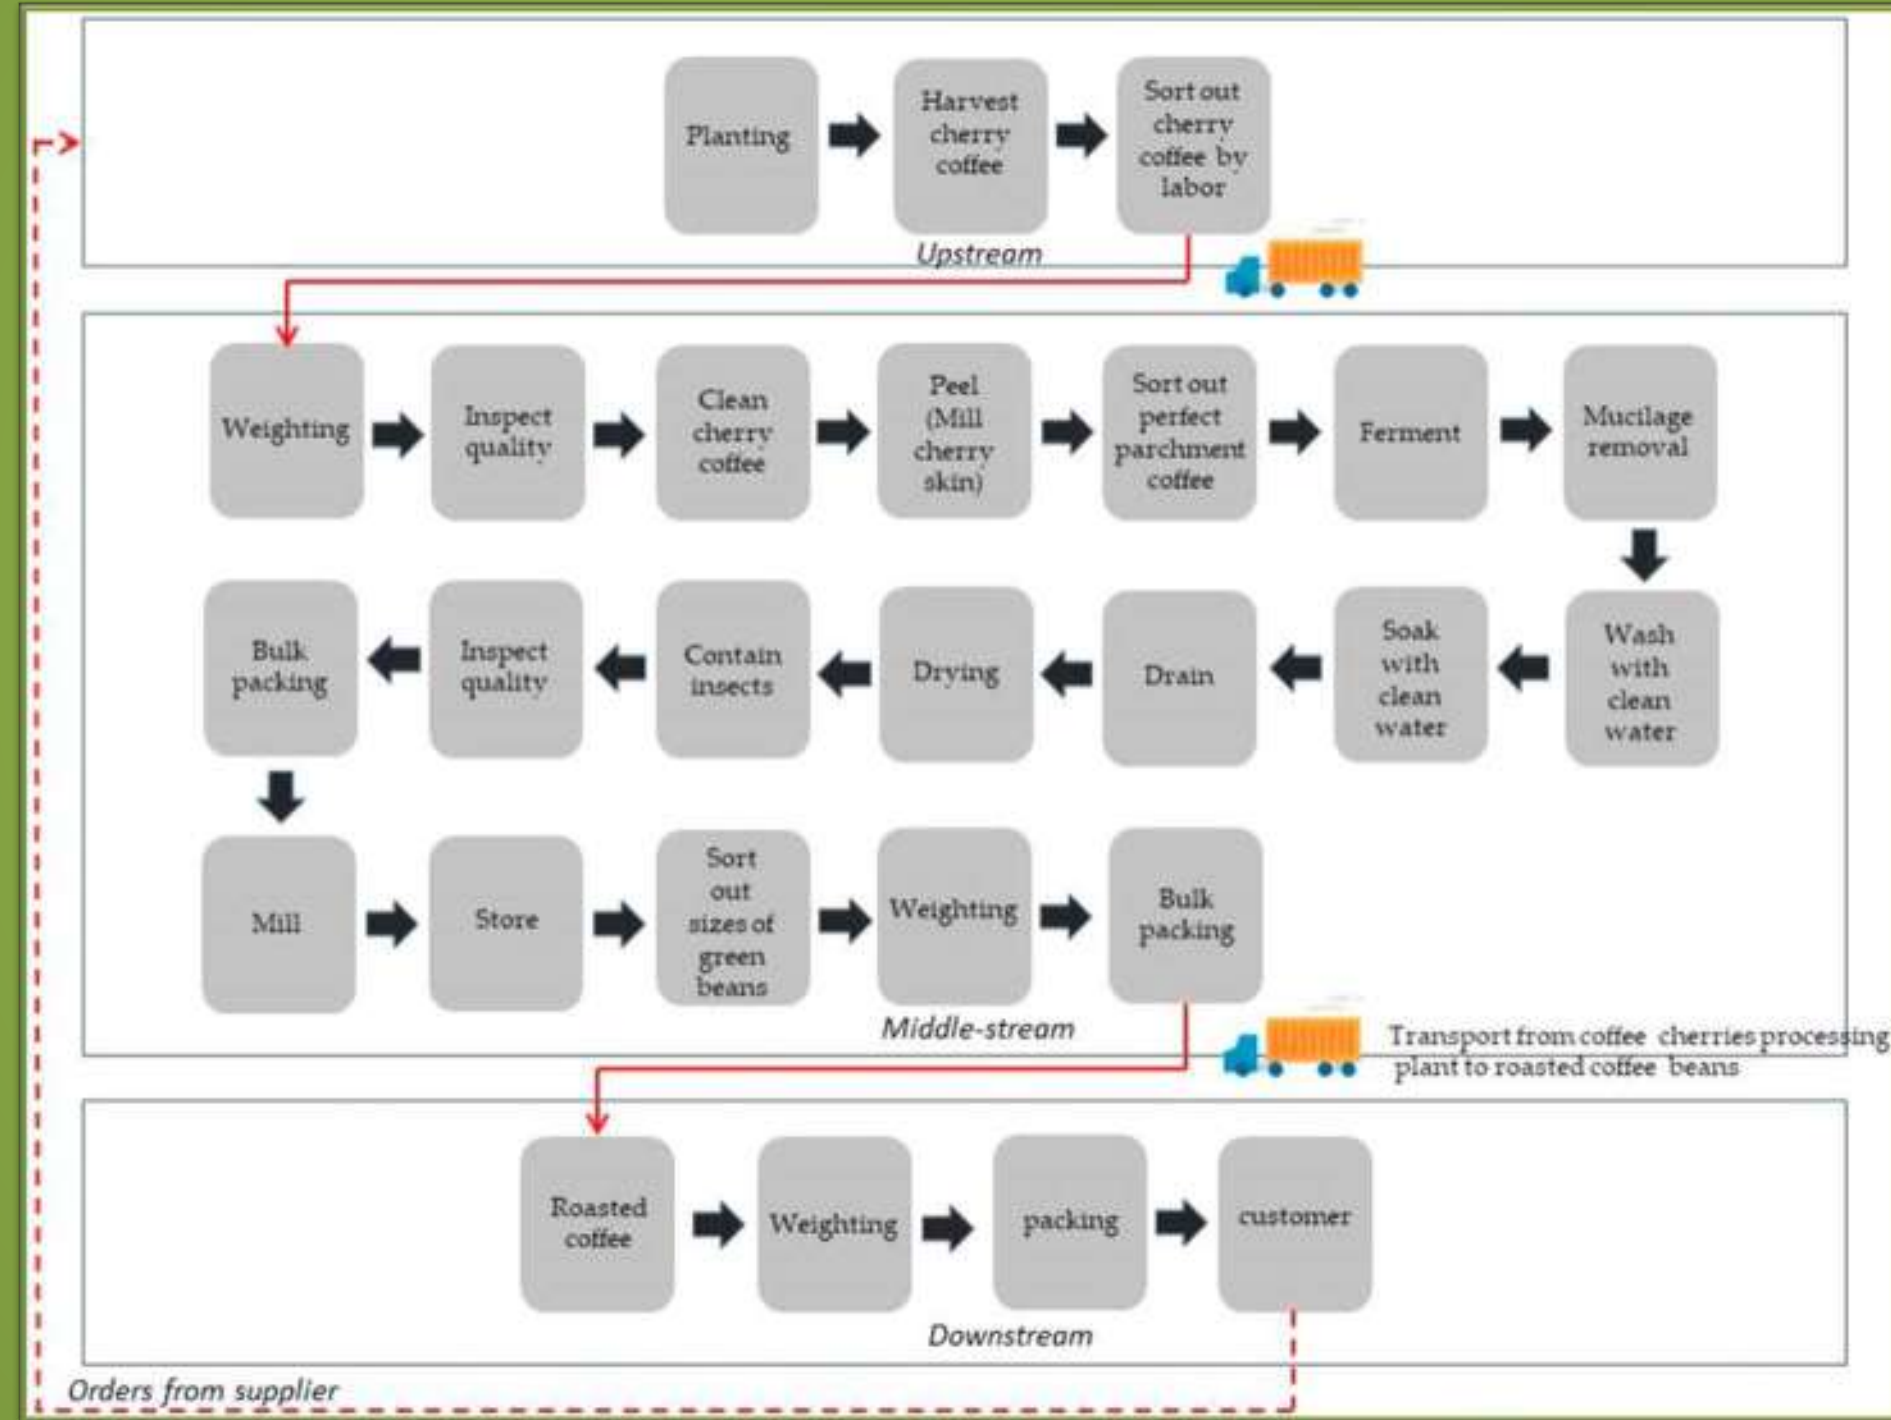 Planting
Harvest
cherry
coffee
Sort out
cherry
coffee by
labor
Upstream
Weighting
Inspect
quality
Clean
cherry
coffee
Peel
(Mill
cherry
skin)
Sort out
perfect
parchment
coffee
Ferment
Mucilage
removal
Wash
with
clean
water
Soak
with
clean
water
Drain
Drying
Contain
insects
Inspect
quality
Bulk
packing
Mill
Store
Sort
out
sizes of
green
beans
Weighting
Bulk
packing
Middle-stream
Transport from coffee cherries processing
plant to roasted coffee beans
Roasted
coffee
Weighting
packing
customer
Downstream
Orders from supplier